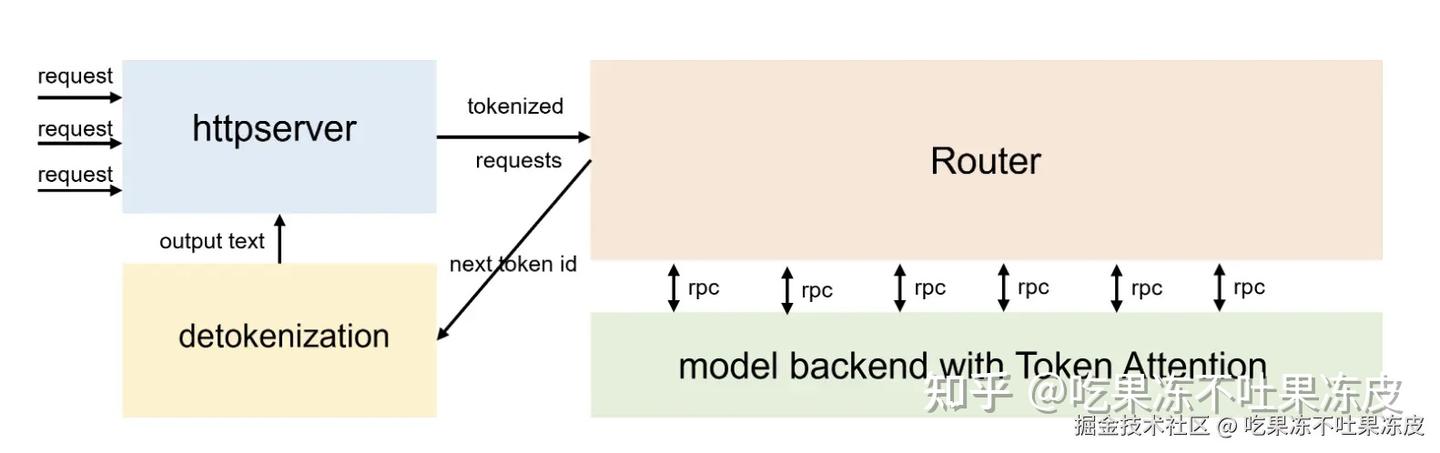 request
request
request
httpserver
tokenized
requests
Router
output text
next token id
rpc
rpc
rpc
rpc
rpc
rpc
detokenization
model backend with Token Attention
知乎 @吃果冻不吐果冻皮
掘金技术社区 @ 吃果冻不吐果冻皮